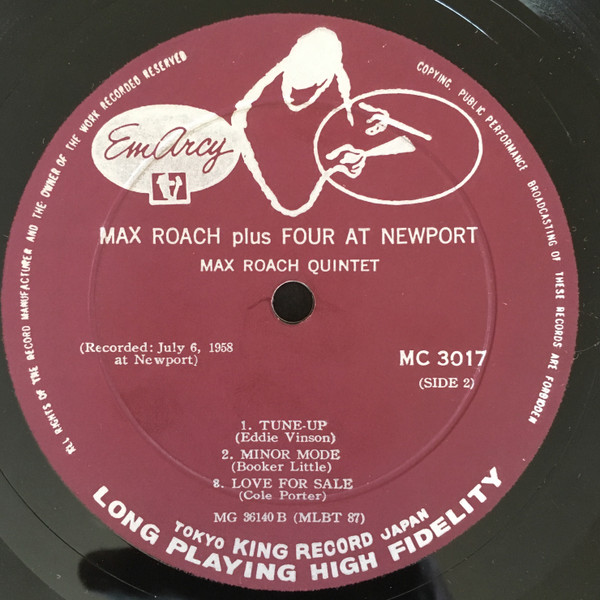 ALL RIGHTS OF THE RECORD MANUFACTURER AND THE OWNER OF THE WORK RECORDED RESERVED
COPYING, PUBLIC PERFORMANCE BROADCASTING OF THESE RECORDS ARE FORBIDDEN
EmArcy
MAX ROACH plus FOUR AT NEWPORT
MAX ROACH QUINTET
(Recorded: July 6, 1958
at Newport)
MC 3017
(SIDE 2)
1. TUNE-UP
(Eddie Vinson)
2. MINOR MODE
(Booker Little)
3. LOVE FOR SALE
(Cole Porter)
MG 36140 B (MLBT 87)
TOKYO KING RECORD JAPAN
LONG PLAYING HIGH FIDELITY